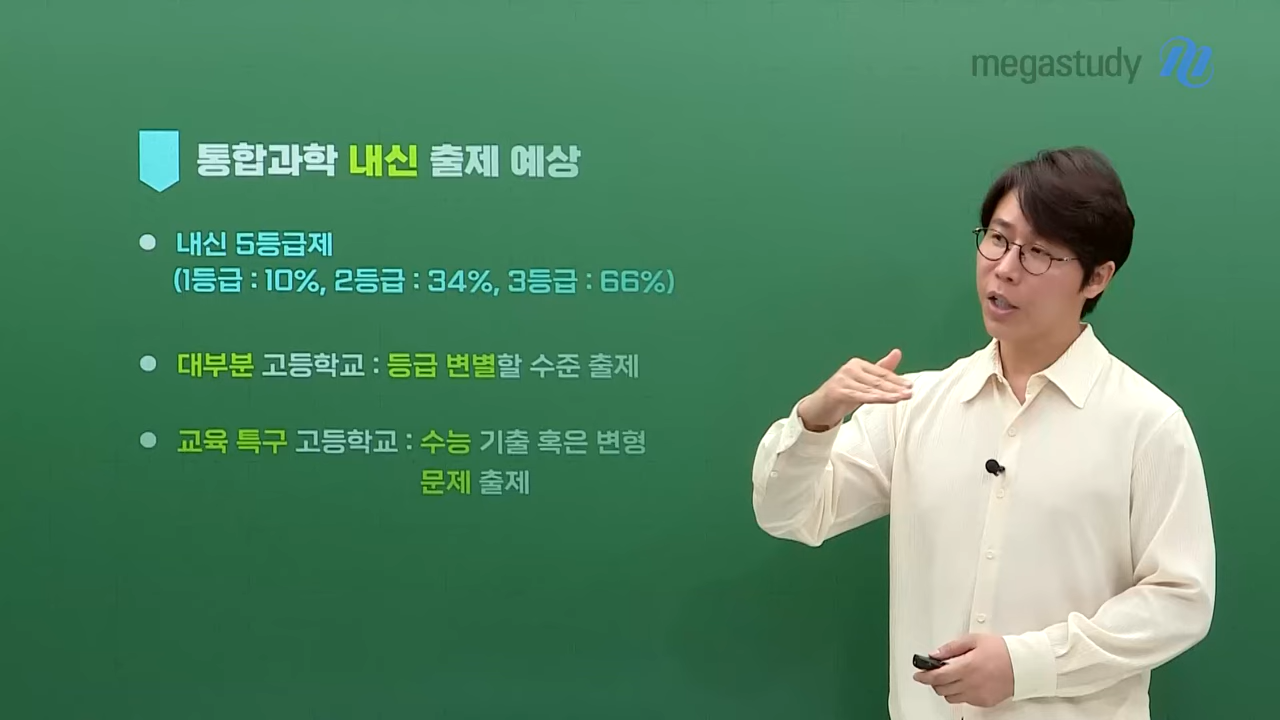 megastudy
통합과학 내신 출제 예상
● 내신 5등급제
(1등급 : 10%, 2등급 : 34%, 3등급 : 66%)
● 대부분 고등학교 : 등급 변별할 수준 출제
● 교육 특구 고등학교 : 수능 기출 혹은 변형
문제 출제